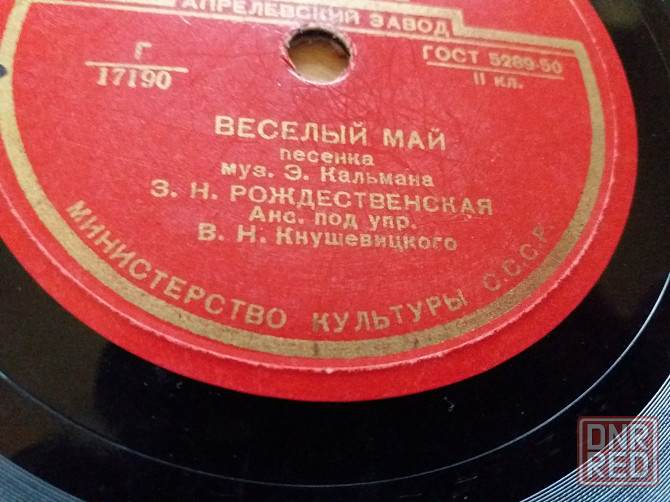 АПРЕЛЕВСКИЙ ЗАВОД
Г
17190
ГОСТ 5289-50
II кл.
ВЕСЕЛЫЙ МАЙ
песенка
муз. Э. Кальмана
З. Н. РОЖДЕСТВЕНСКАЯ
Анс. под упр.
В. Н. Кнушевицкого
МИНИСТЕРСТВО КУЛЬТУРЫ С.С.С.Р.
DNR
RED